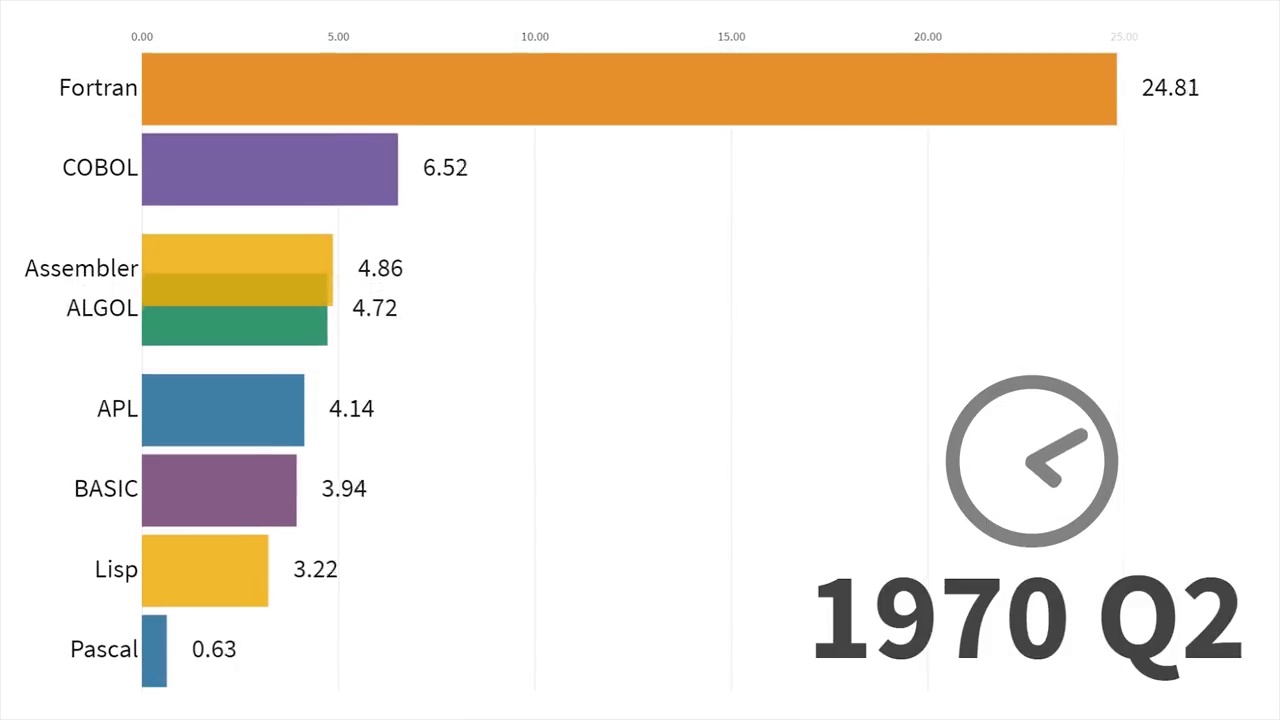 0.00 5.00 10.00 15.00 20.00 25.00
Fortran 24.81
COBOL 6.52
Assembler 4.86
ALGOL 4.72
APL 4.14
BASIC 3.94
Lisp 3.22
Pascal 0.63
1970 Q2